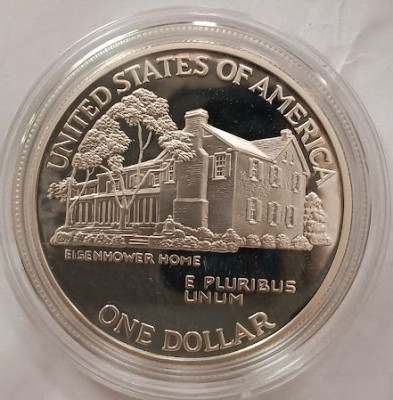 UNITED STATES OF AMERICA
EISENHOWER HOME
E PLURIBUS
UNUM
ONE DOLLAR